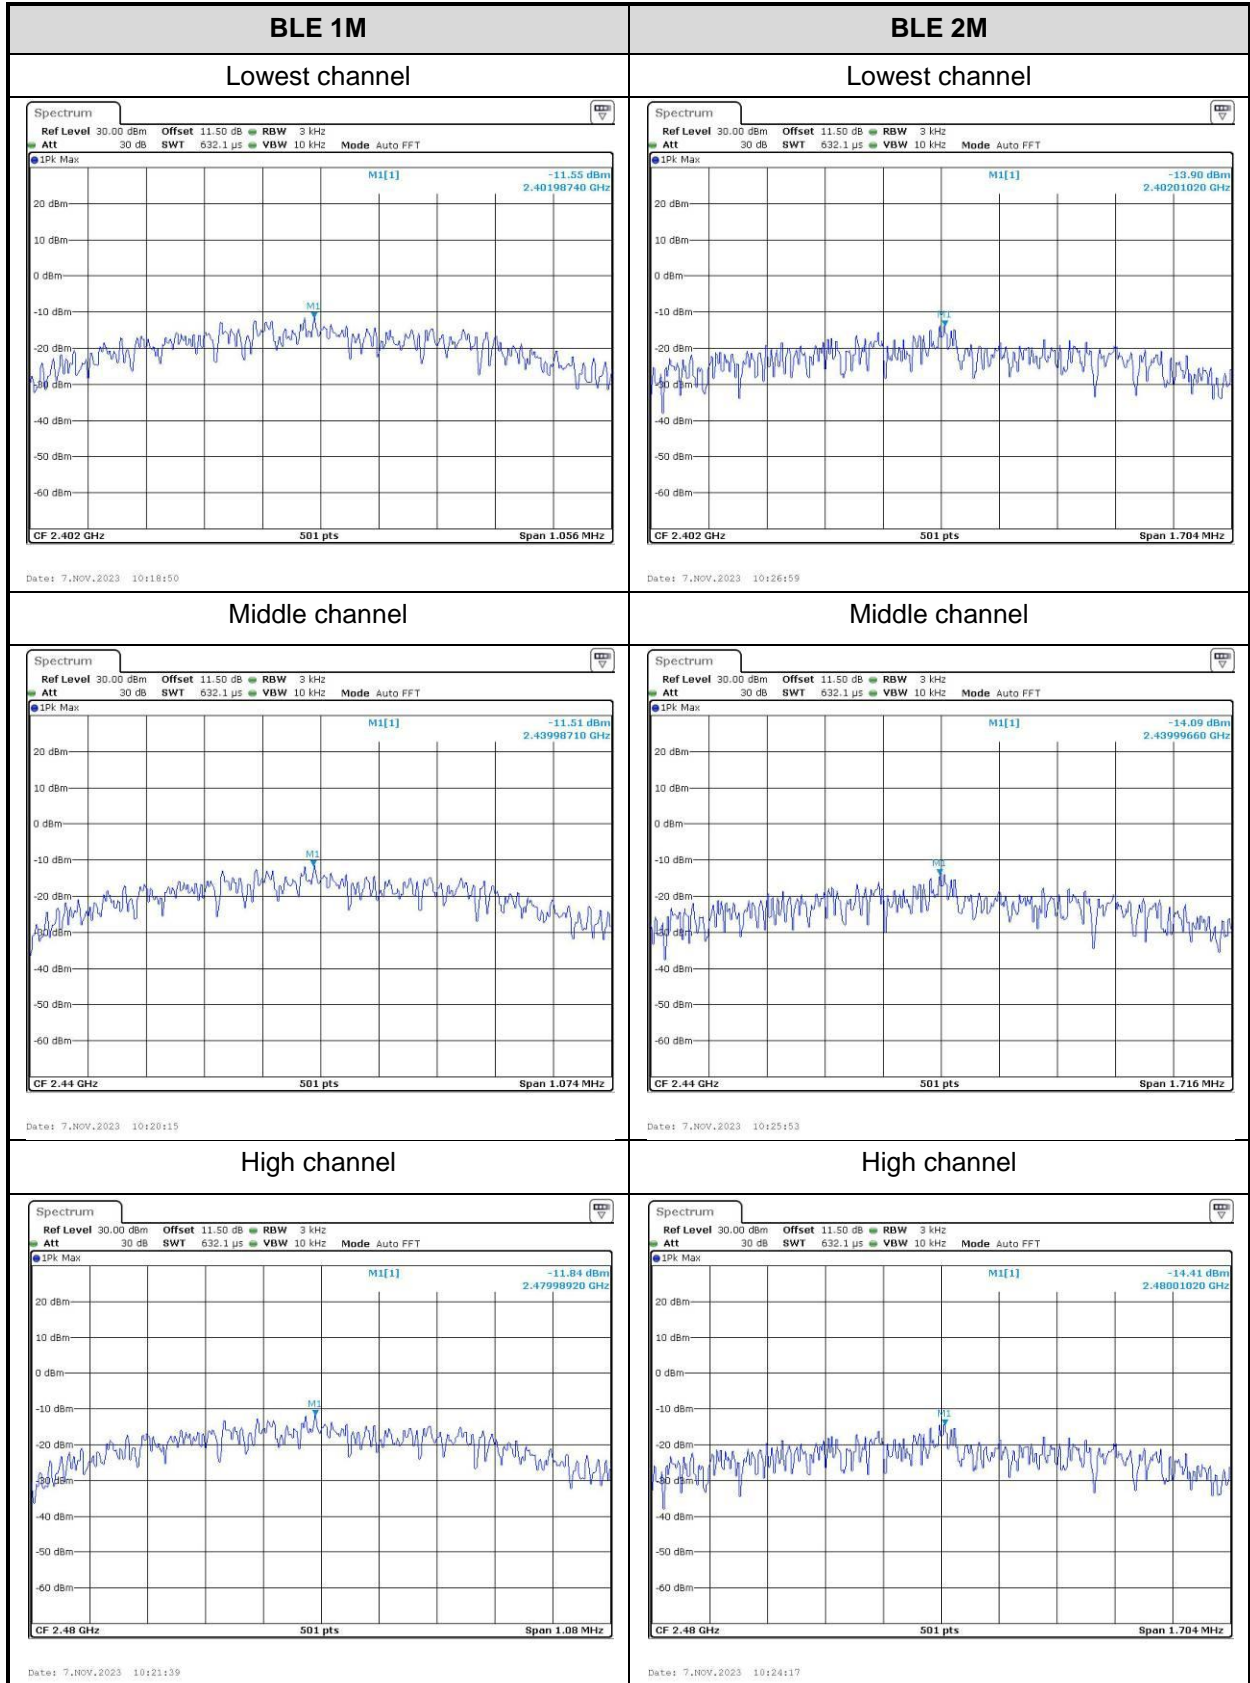 BLE 1M
BLE 2M
Lowest channel
Lowest channel
Spectrum
Ref Level 30.00 dBm Offset 11.50 dB RBW 3 kHz
Att 30 dB SWT 632.1 µs VBW 10 kHz Mode Auto FFT
1Pk Max
M1[1] -11.55 dBm
2.40198740 GHz
20 dBm
10 dBm
0 dBm
M1
-10 dBm
-20 dBm
-30 dBm
-40 dBm
-50 dBm
-60 dBm
CF 2.402 GHz 501 pts Span 1.056 MHz
Date: 7.NOV.2023 10:18:50
Spectrum
Ref Level 30.00 dBm Offset 11.50 dB RBW 3 kHz
Att 30 dB SWT 632.1 µs VBW 10 kHz Mode Auto FFT
1Pk Max
M1[1] -13.90 dBm
2.40201020 GHz
20 dBm
10 dBm
0 dBm
-10 dBm
M1
-20 dBm
-30 dBm
-40 dBm
-50 dBm
-60 dBm
CF 2.402 GHz 501 pts Span 1.704 MHz
Date: 7.NOV.2023 10:26:59
Middle channel
Middle channel
Spectrum
Ref Level 30.00 dBm Offset 11.50 dB RBW 3 kHz
Att 30 dB SWT 632.1 µs VBW 10 kHz Mode Auto FFT
1Pk Max
M1[1] -11.51 dBm
2.43998710 GHz
20 dBm
10 dBm
0 dBm
M1
-10 dBm
-20 dBm
-30 dBm
-40 dBm
-50 dBm
-60 dBm
CF 2.44 GHz 501 pts Span 1.074 MHz
Date: 7.NOV.2023 10:20:15
Spectrum
Ref Level 30.00 dBm Offset 11.50 dB RBW 3 kHz
Att 30 dB SWT 632.1 µs VBW 10 kHz Mode Auto FFT
1Pk Max
M1[1] -14.09 dBm
2.43999660 GHz
20 dBm
10 dBm
0 dBm
-10 dBm
M1
-20 dBm
-30 dBm
-40 dBm
-50 dBm
-60 dBm
CF 2.44 GHz 501 pts Span 1.716 MHz
Date: 7.NOV.2023 10:25:53
High channel
High channel
Spectrum
Ref Level 30.00 dBm Offset 11.50 dB RBW 3 kHz
Att 30 dB SWT 632.1 µs VBW 10 kHz Mode Auto FFT
1Pk Max
M1[1] -11.84 dBm
2.47998920 GHz
20 dBm
10 dBm
0 dBm
M1
-10 dBm
-20 dBm
-30 dBm
-40 dBm
-50 dBm
-60 dBm
CF 2.48 GHz 501 pts Span 1.08 MHz
Date: 7.NOV.2023 10:21:39
Spectrum
Ref Level 30.00 dBm Offset 11.50 dB RBW 3 kHz
Att 30 dB SWT 632.1 µs VBW 10 kHz Mode Auto FFT
1Pk Max
M1[1] -14.41 dBm
2.48001020 GHz
20 dBm
10 dBm
0 dBm
-10 dBm
M1
-20 dBm
-30 dBm
-40 dBm
-50 dBm
-60 dBm
CF 2.48 GHz 501 pts Span 1.704 MHz
Date: 7.NOV.2023 10:24:17